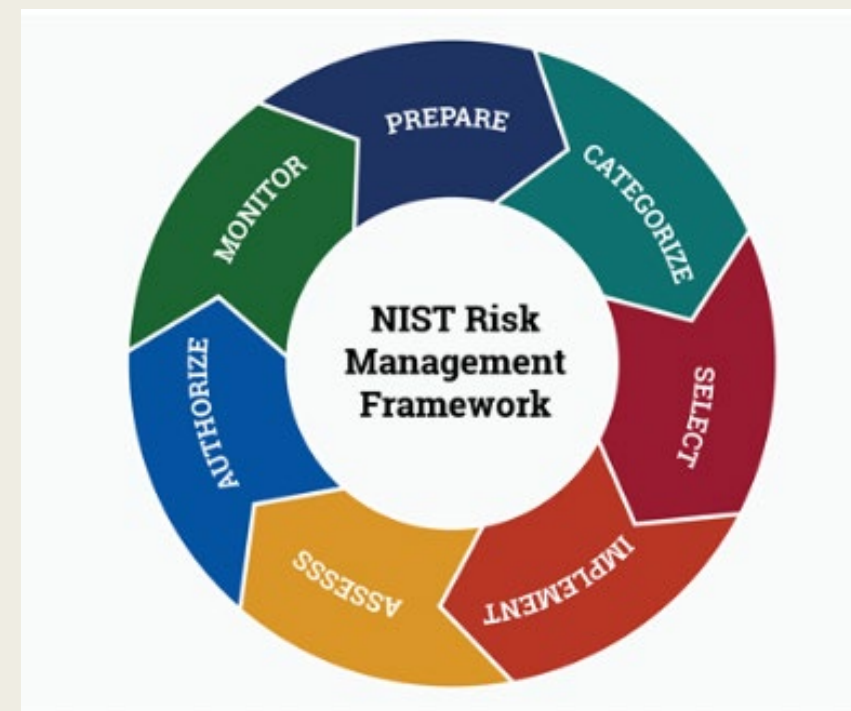 PREPARE
CATEGORIZE
SELECT
IMPLEMENT
ASSESSS
AUTHORIZE
MONITOR
NIST Risk
Management
Framework